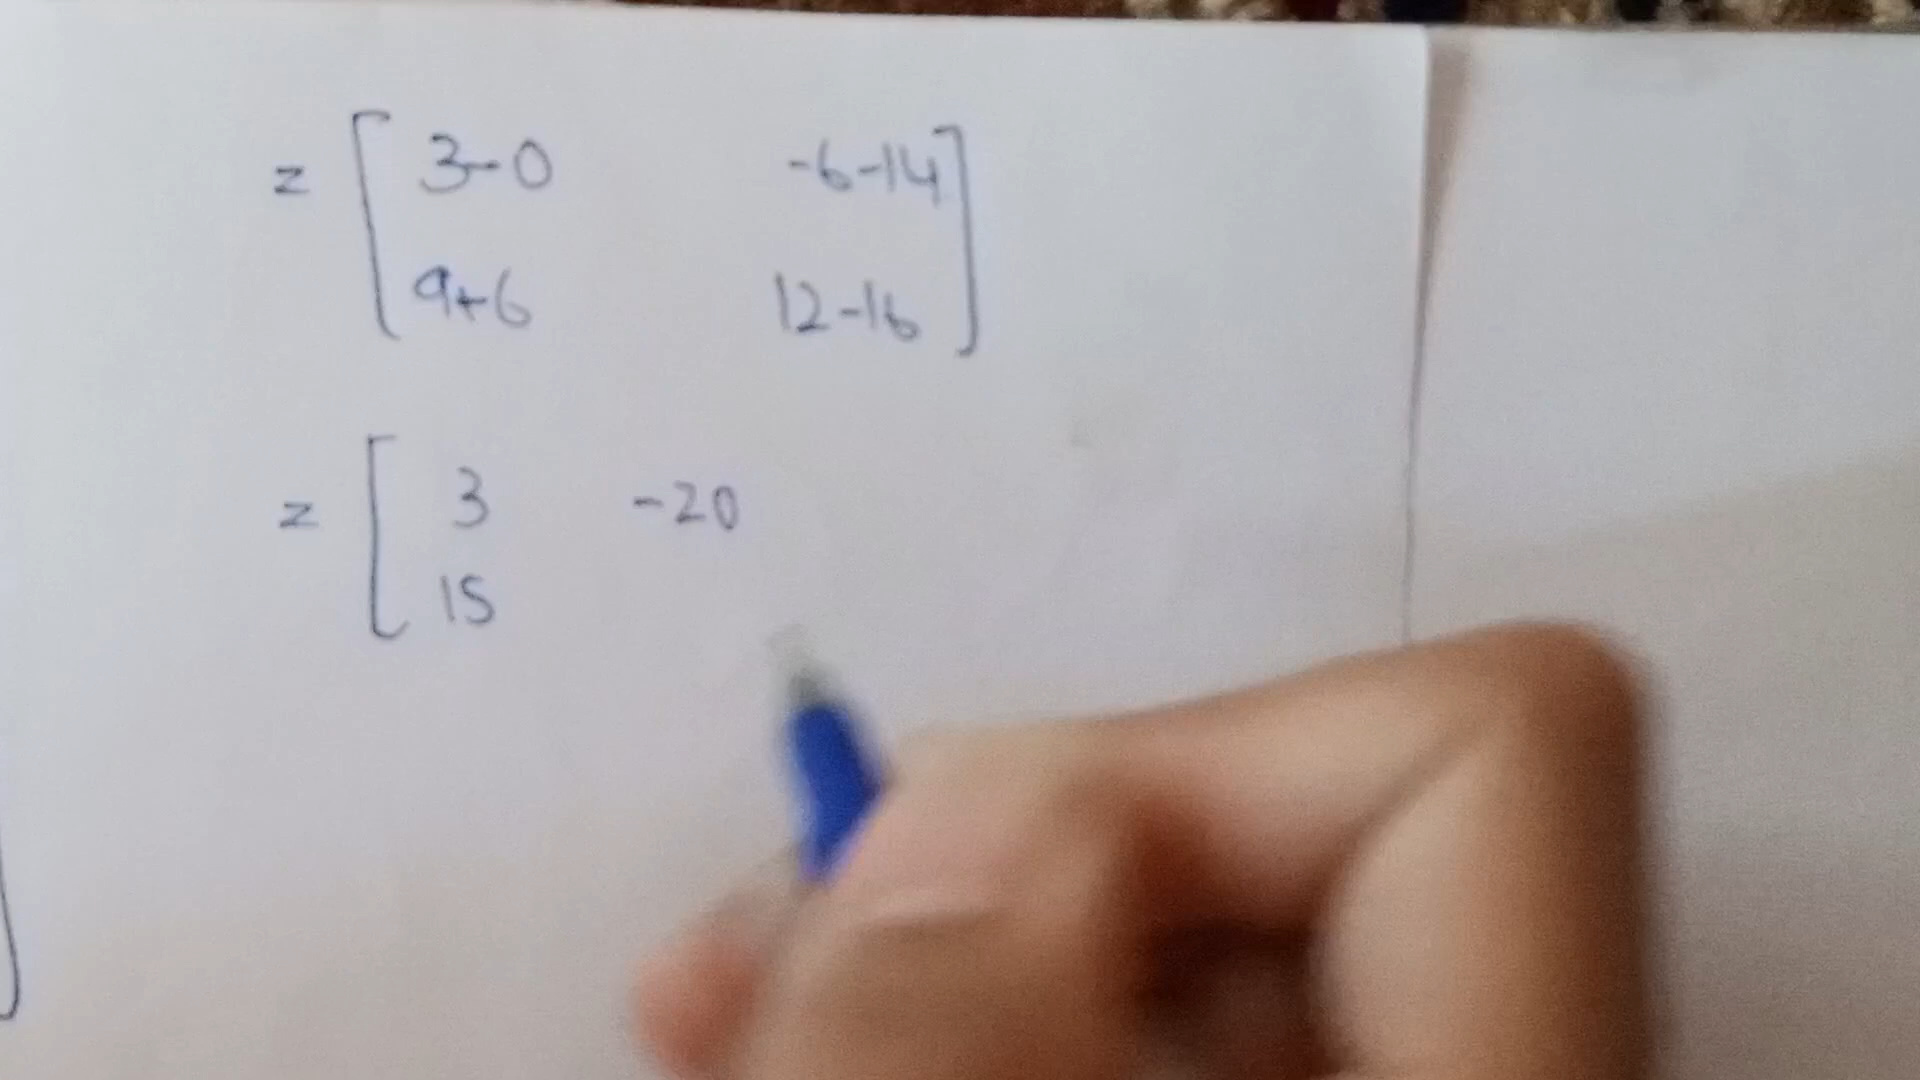 = [ 3-0 -6-14
9+6 12-16 ]
= [ 3 -20
15